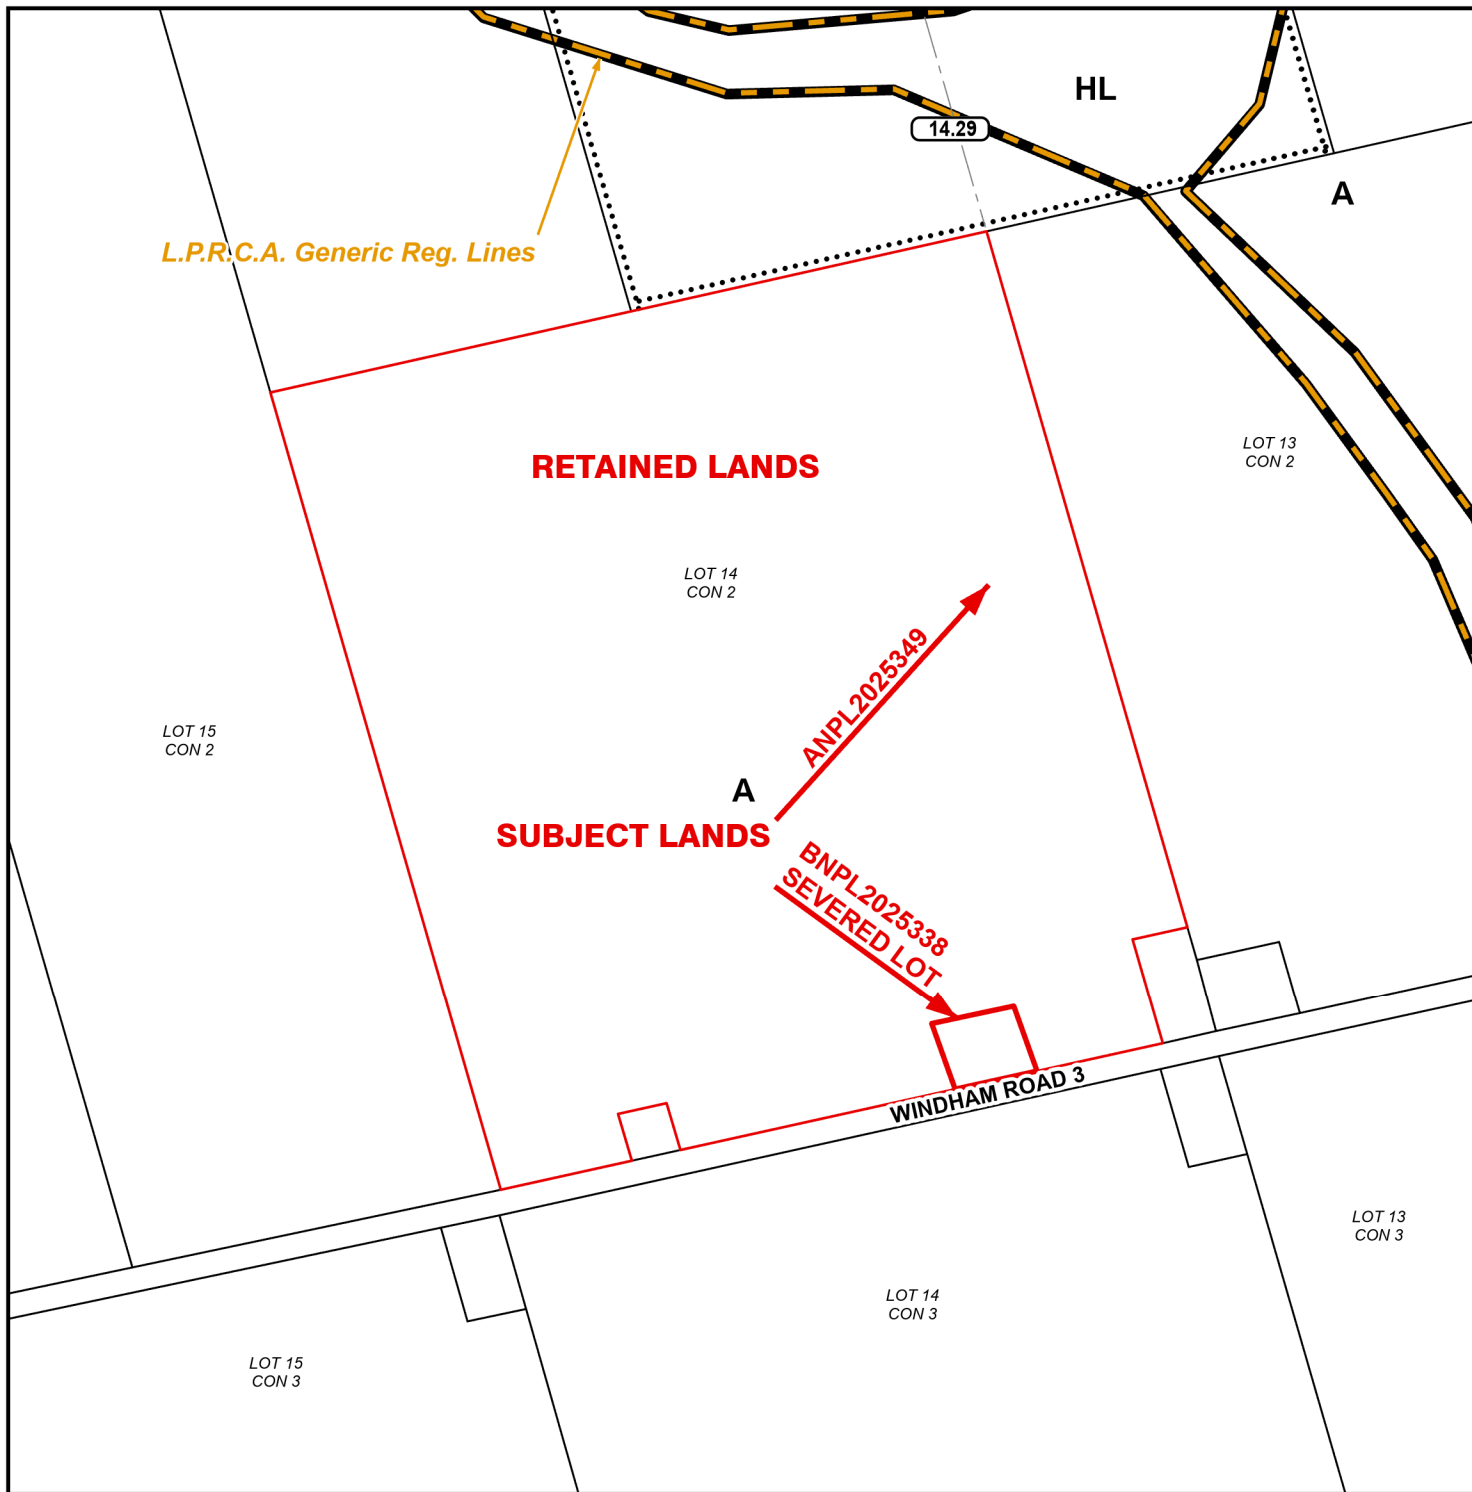 HL
14.29
A
L.P.R.C.A. Generic Reg. Lines
LOT 13
CON 2
RETAINED LANDS
LOT 14
CON 2
ANPL2025349
LOT 15
CON 2
A
SUBJECT LANDS
BNPL2025338
SEVERED LOT
WINDHAM ROAD 3
LOT 13
CON 3
LOT 14
CON 3
LOT 15
CON 3